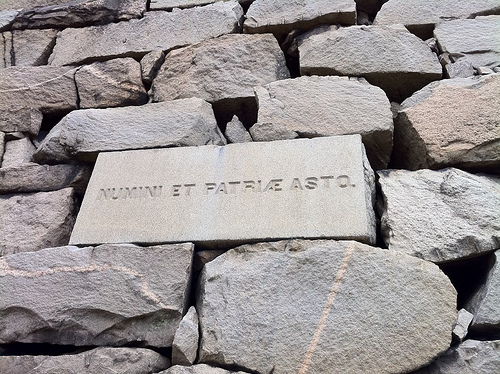 NUMINI ET PATRIÆ ASTO.